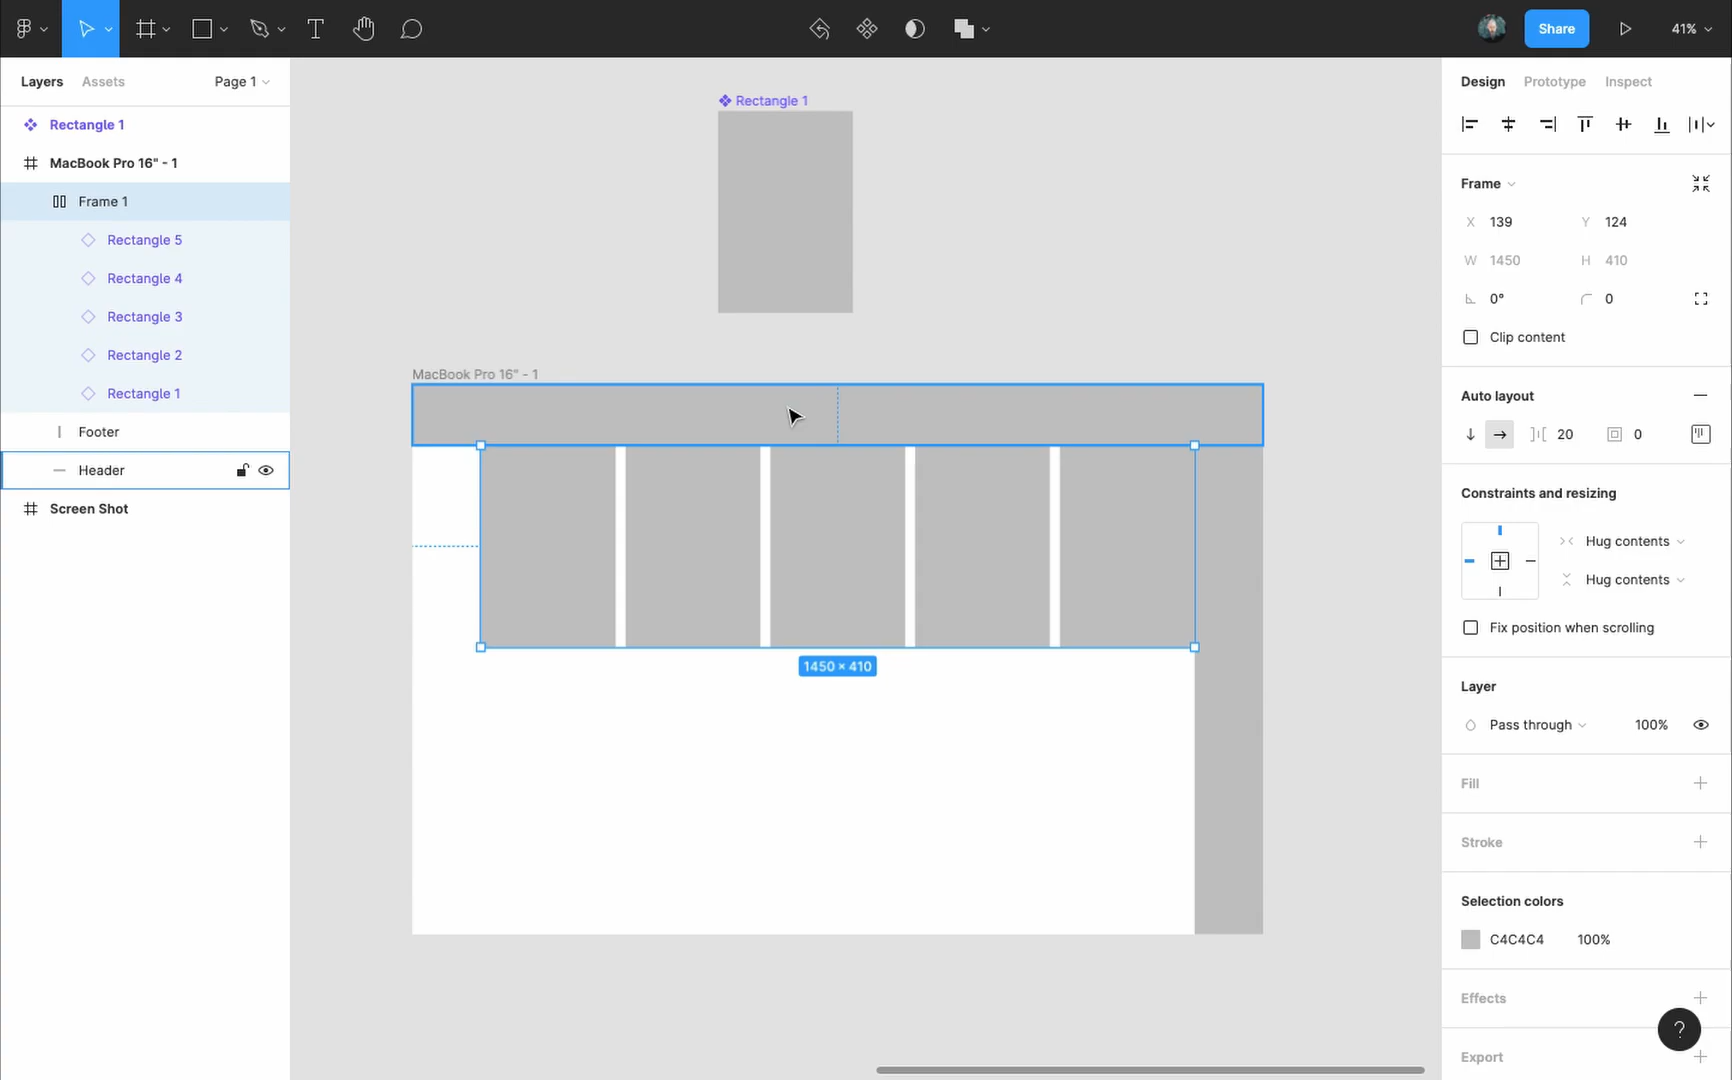 Share
41%
Layers
Assets
Page 1
Rectangle 1
MacBook Pro 16" - 1
Frame 1
Rectangle 5
Rectangle 4
Rectangle 3
Rectangle 2
Rectangle 1
Footer
Header
Screen Shot
Rectangle 1
MacBook Pro 16" - 1
1450 × 410
Design
Prototype
Inspect
Frame
X 139
Y 124
W 1450
H 410
0°
0
Clip content
Auto layout
20
0
Constraints and resizing
Hug contents
Hug contents
Fix position when scrolling
Layer
Pass through
100%
Fill
Stroke
Selection colors
C4C4C4
100%
Effects
Export
?